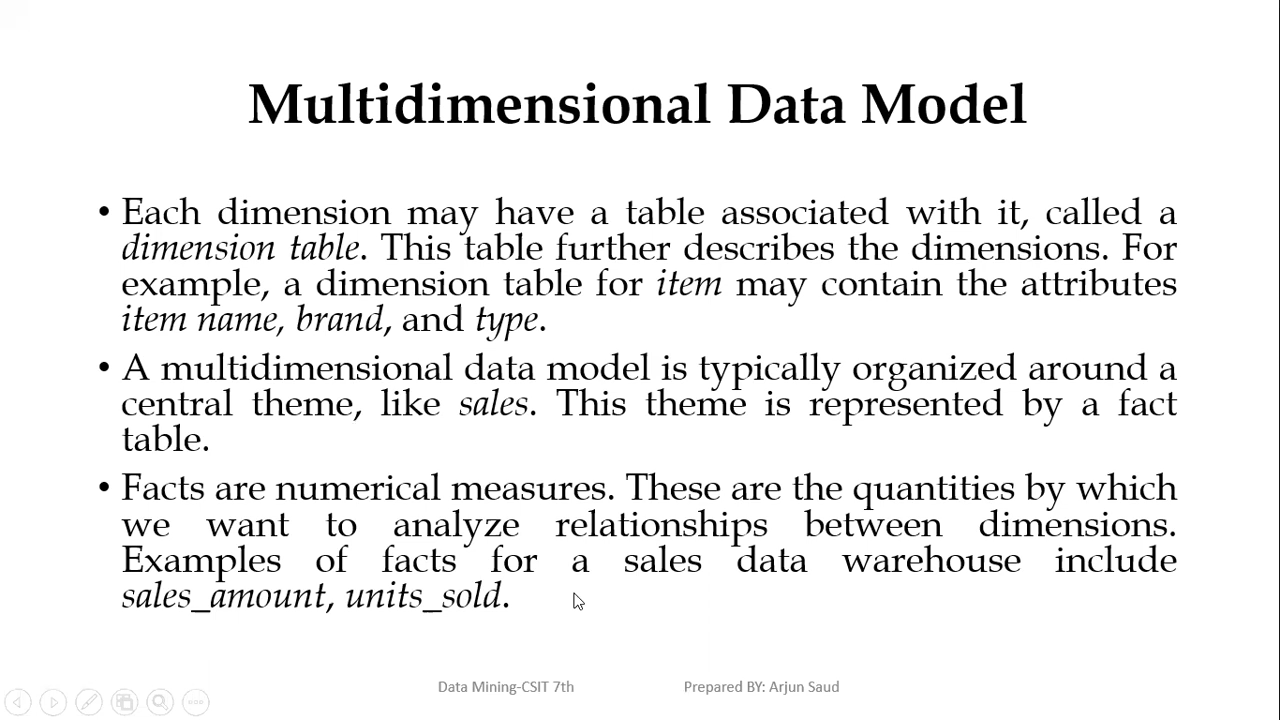 Multidimensional Data Model
• Each dimension may have a table associated with it, called a
dimension table. This table further describes the dimensions. For
example, a dimension table for item may contain the attributes
item name, brand, and type.
• A multidimensional data model is typically organized around a
central theme, like sales. This theme is represented by a fact
table.
• Facts are numerical measures. These are the quantities by which
we want to analyze relationships between dimensions.
Examples of facts for a sales data warehouse include
sales_amount, units_sold.
Data Mining-CSIT 7th Prepared BY: Arjun Saud